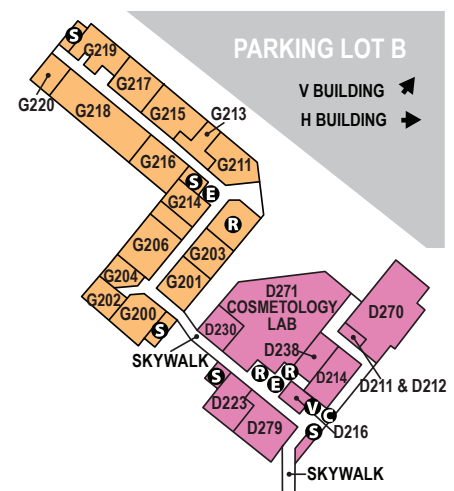 PARKING LOT B
V BUILDING
H BUILDING
S
G219
G217
G220
G218
G215
G213
G216
G211
S
E
G214
R
G206
G203
G204
G201
G202
G200
S
D271
COSMETOLOGY
LAB
D270
D230
SKYWALK
D238
S
R
R
E
D214
D211 & D212
D223
V
C
D216
S
D279
SKYWALK